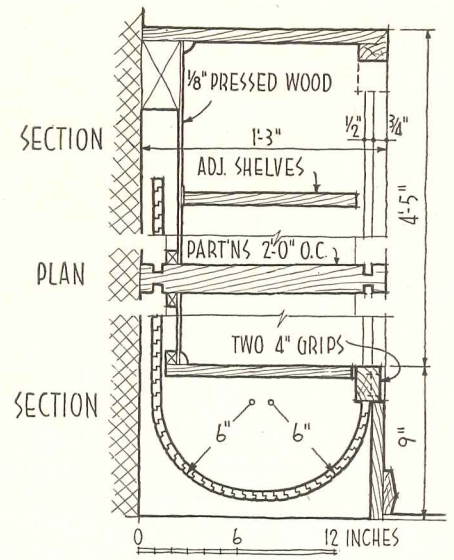 1/8" PRESSED WOOD
SECTION
1'-3"
1/2"
3/4"
ADJ. SHELVES
4'-5"
PART'NS 2'-0" O.C.
PLAN
TWO 4" GRIPS
SECTION
6"
6"
9"
0 6 12 INCHES